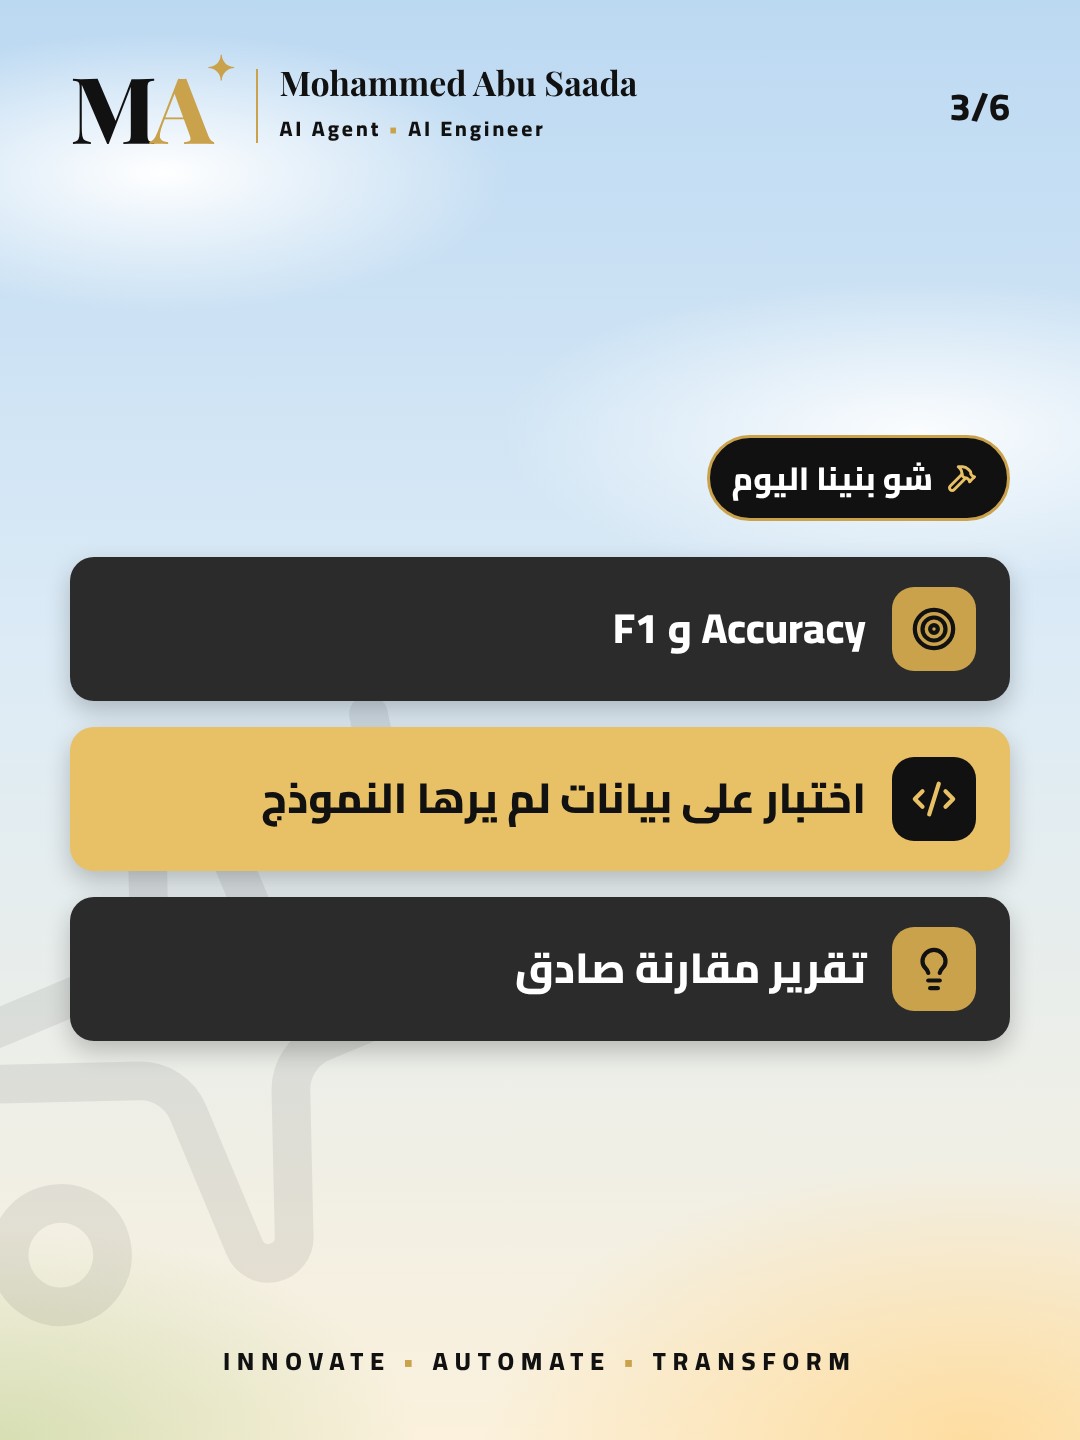 MA
Mohammed Abu Saada
AI Agent ▪ AI Engineer
3/6
شو بنينا اليوم
Accuracy و F1
اختبار على بيانات لم يرها النموذج
تقرير مقارنة صادق
INNOVATE ▪ AUTOMATE ▪ TRANSFORM